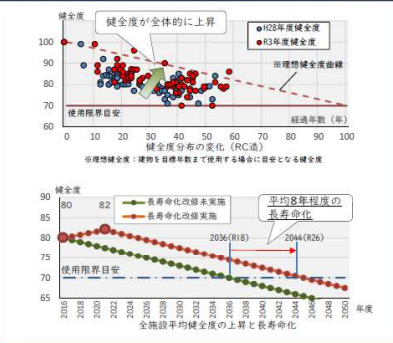 健全度
健全度が全体的に上昇
H28年度健全度
R3年度健全度
※理想健全度曲線
100
90
80
70
60
使用限界目安
経過年数（年）
0 10 20 30 40 50 60 70 80 90 100
健全度分布の変化（RC造）
※理想健全度：建物を目標年数まで使用する場合に目安となる健全度
健全度
90
85
80
75
70
65
80
82
長寿命化改修未実施
長寿命化改修実施
平均8年程度の
長寿命化
2036(R18)
2044(R26)
使用限界目安
2016 2018 2020 2022 2024 2026 2028 2030 2032 2034 2036 2038 2040 2042 2044 2046 2048 2050
年度
全施設平均健全度の上昇と長寿命化